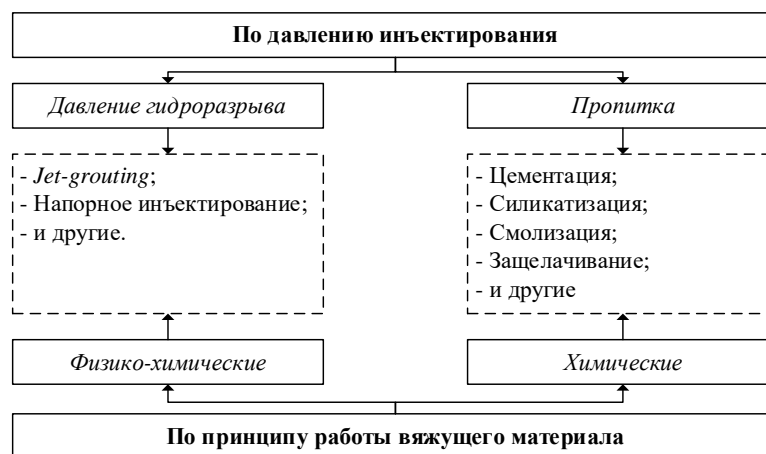 По давлению инъектирования
Давление гидроразрыва
Пропитка
- Jet-grouting;
- Напорное инъектирование;
- и другие.
- Цементация;
- Силикатизация;
- Смолизация;
- Защелачивание;
- и другие
Физико-химические
Химические
По принципу работы вяжущего материала